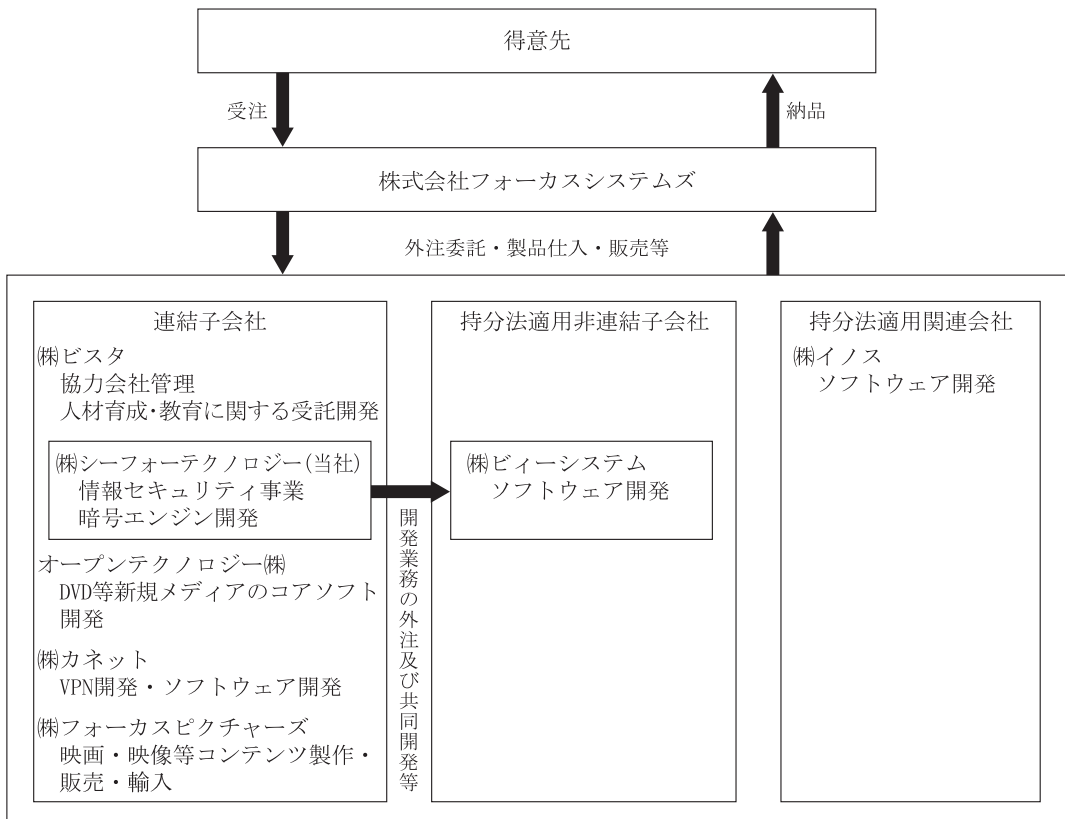 得意先
受注
納品
株式会社フォーカスシステムズ
外注委託・製品仕入・販売等
連結子会社
㈱ビスタ
協力会社管理
人材育成・教育に関する受託開発
㈱シーフォーテクノロジー(当社)
情報セキュリティ事業
暗号エンジン開発
オープンテクノロジー㈱
DVD等新規メディアのコアソフト
開発
㈱カネット
VPN開発・ソフトウェア開発
㈱フォーカスピクチャーズ
映画・映像等コンテンツ製作・
販売・輸入
開発業務の外注及び共同開発等
持分法適用非連結子会社
㈱ビィーシステム
ソフトウェア開発
持分法適用関連会社
㈱イノス
ソフトウェア開発